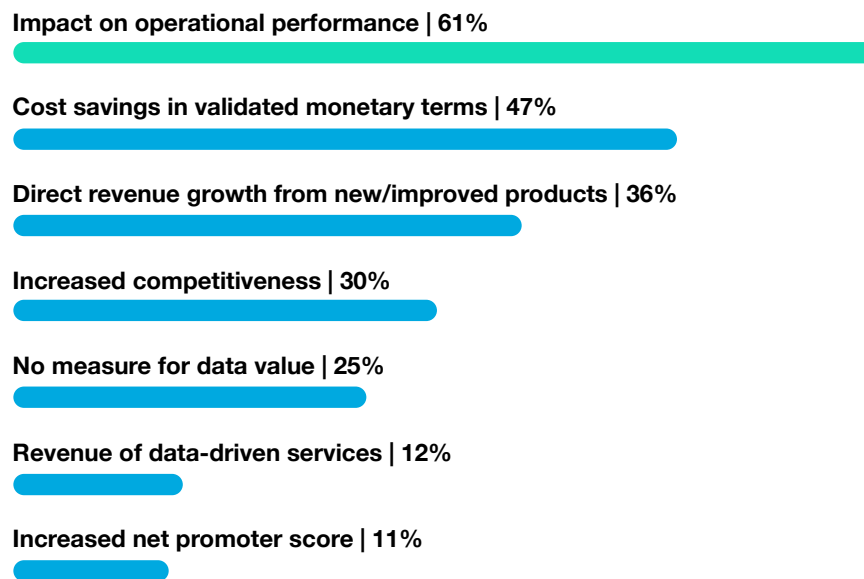 Impact on operational performance | 61%
Cost savings in validated monetary terms | 47%
Direct revenue growth from new/improved products | 36%
Increased competitiveness | 30%
No measure for data value | 25%
Revenue of data-driven services | 12%
Increased net promoter score | 11%